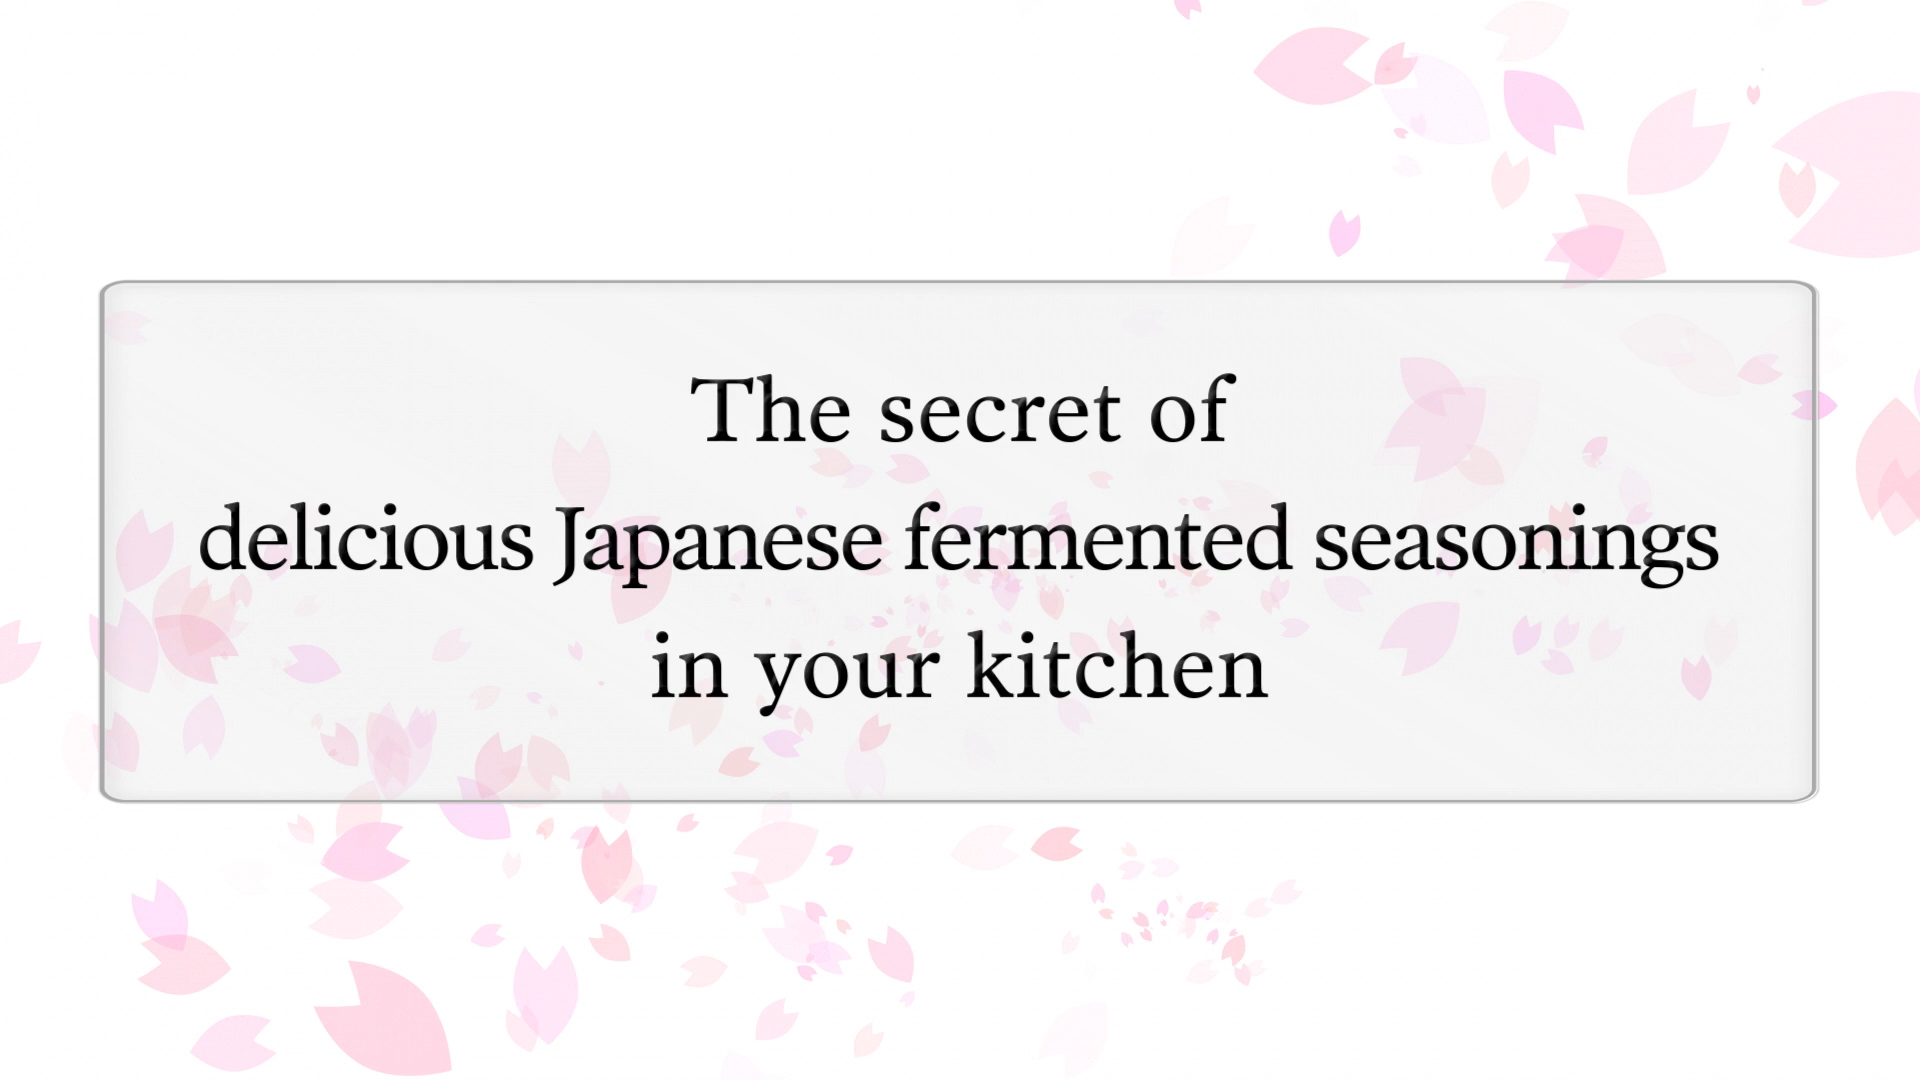 The secret of
delicious Japanese fermented seasonings
in your kitchen